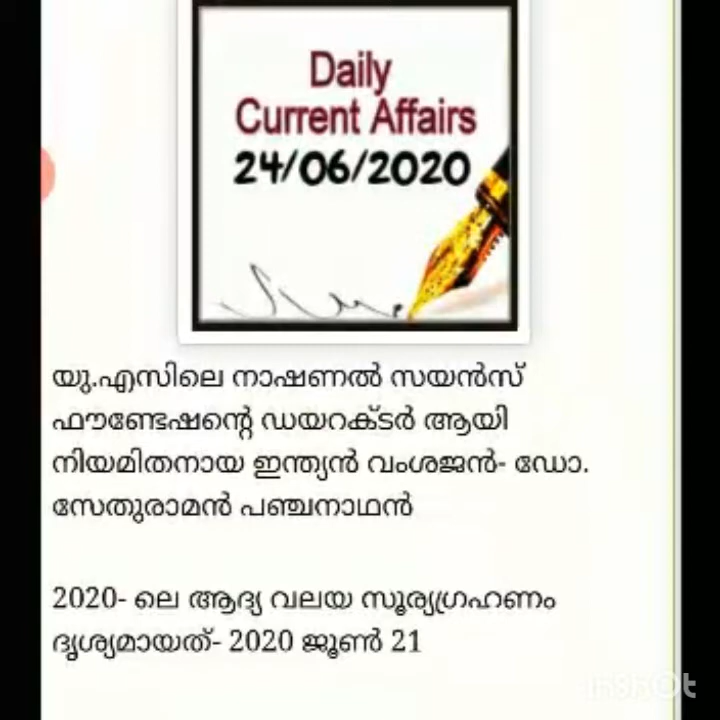 Daily
Current Affairs
24/06/2020
യു.എസിലെ നാഷണൽ സയൻസ്
ഫൗണ്ടേഷന്റെ ഡയറക്ടർ ആയി
നിയമിതനായ ഇന്ത്യൻ വംശജൻ- ഡോ.
സേതുരാമൻ പഞ്ചനാഥൻ
2020- ലെ ആദ്യ വലയ സൂര്യഗ്രഹണം
ദൃശ്യമായത്- 2020 ജൂൺ 21
inshot